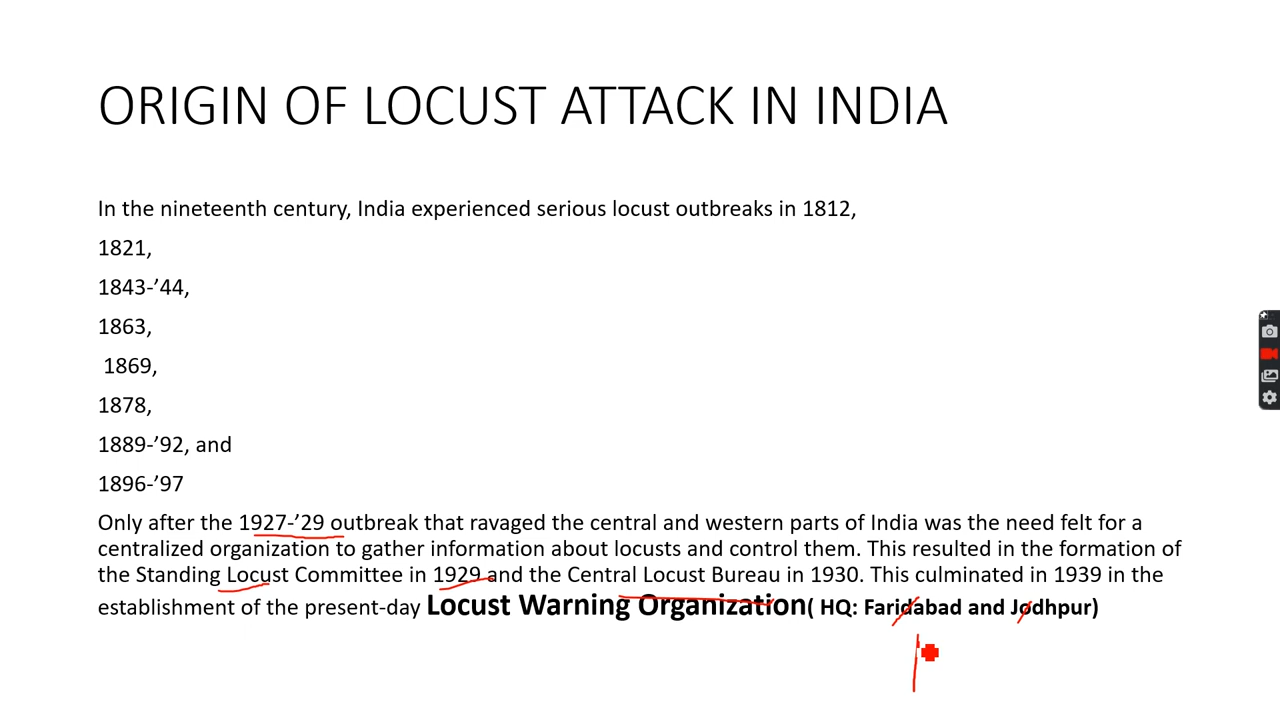 ORIGIN OF LOCUST ATTACK IN INDIA
In the nineteenth century, India experienced serious locust outbreaks in 1812,
1821,
1843-’44,
1863,
1869,
1878,
1889-’92, and
1896-’97
Only after the 1927-’29 outbreak that ravaged the central and western parts of India was the need felt for a
centralized organization to gather information about locusts and control them. This resulted in the formation of
the Standing Locust Committee in 1929 and the Central Locust Bureau in 1930. This culminated in 1939 in the
establishment of the present-day Locust Warning Organization( HQ: Faridabad and Jodhpur)